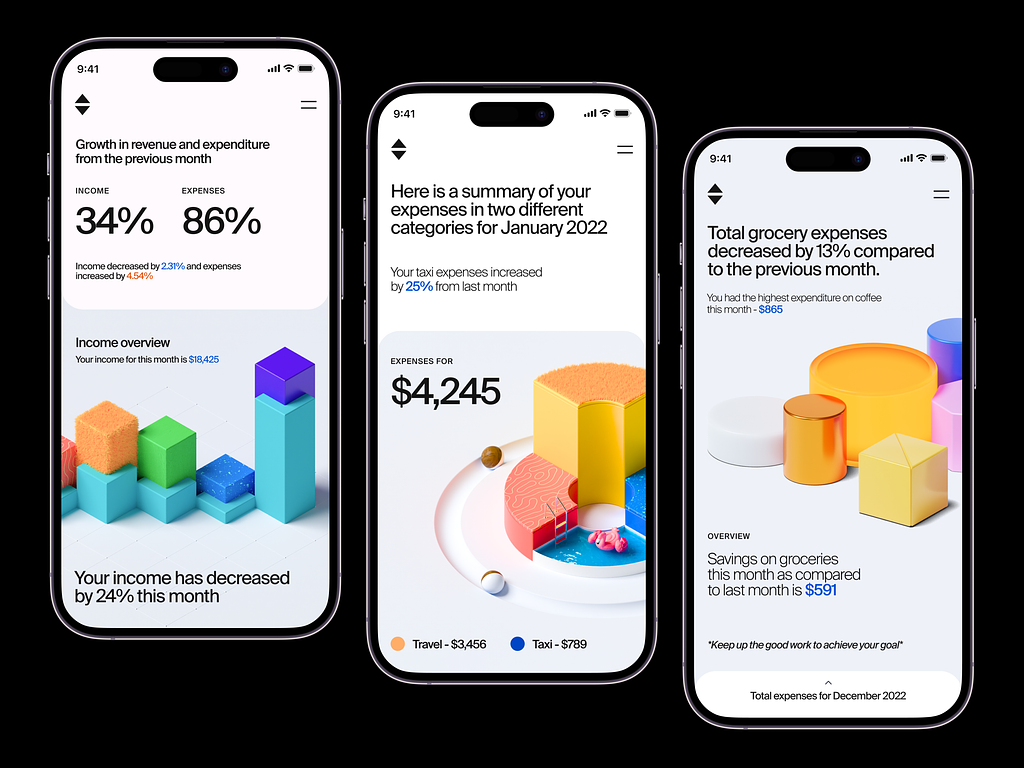 9:41
Growth in revenue and expenditure
from the previous month
INCOME
EXPENSES
34%
86%
Income decreased by 2.31% and expenses
increased by 4.54%
Income overview
Your income for this month is $18,425
Your income has decreased
by 24% this month
9:41
Here is a summary of your
expenses in two different
categories for January 2022
Your taxi expenses increased
by 25% from last month
EXPENSES FOR
$4,245
Travel - $3,456
Taxi - $789
9:41
Total grocery expenses
decreased by 13% compared
to the previous month.
You had the highest expenditure on coffee
this month - $865
OVERVIEW
Savings on groceries
this month as compared
to last month is $591
*Keep up the good work to achieve your goal*
Total expenses for December 2022